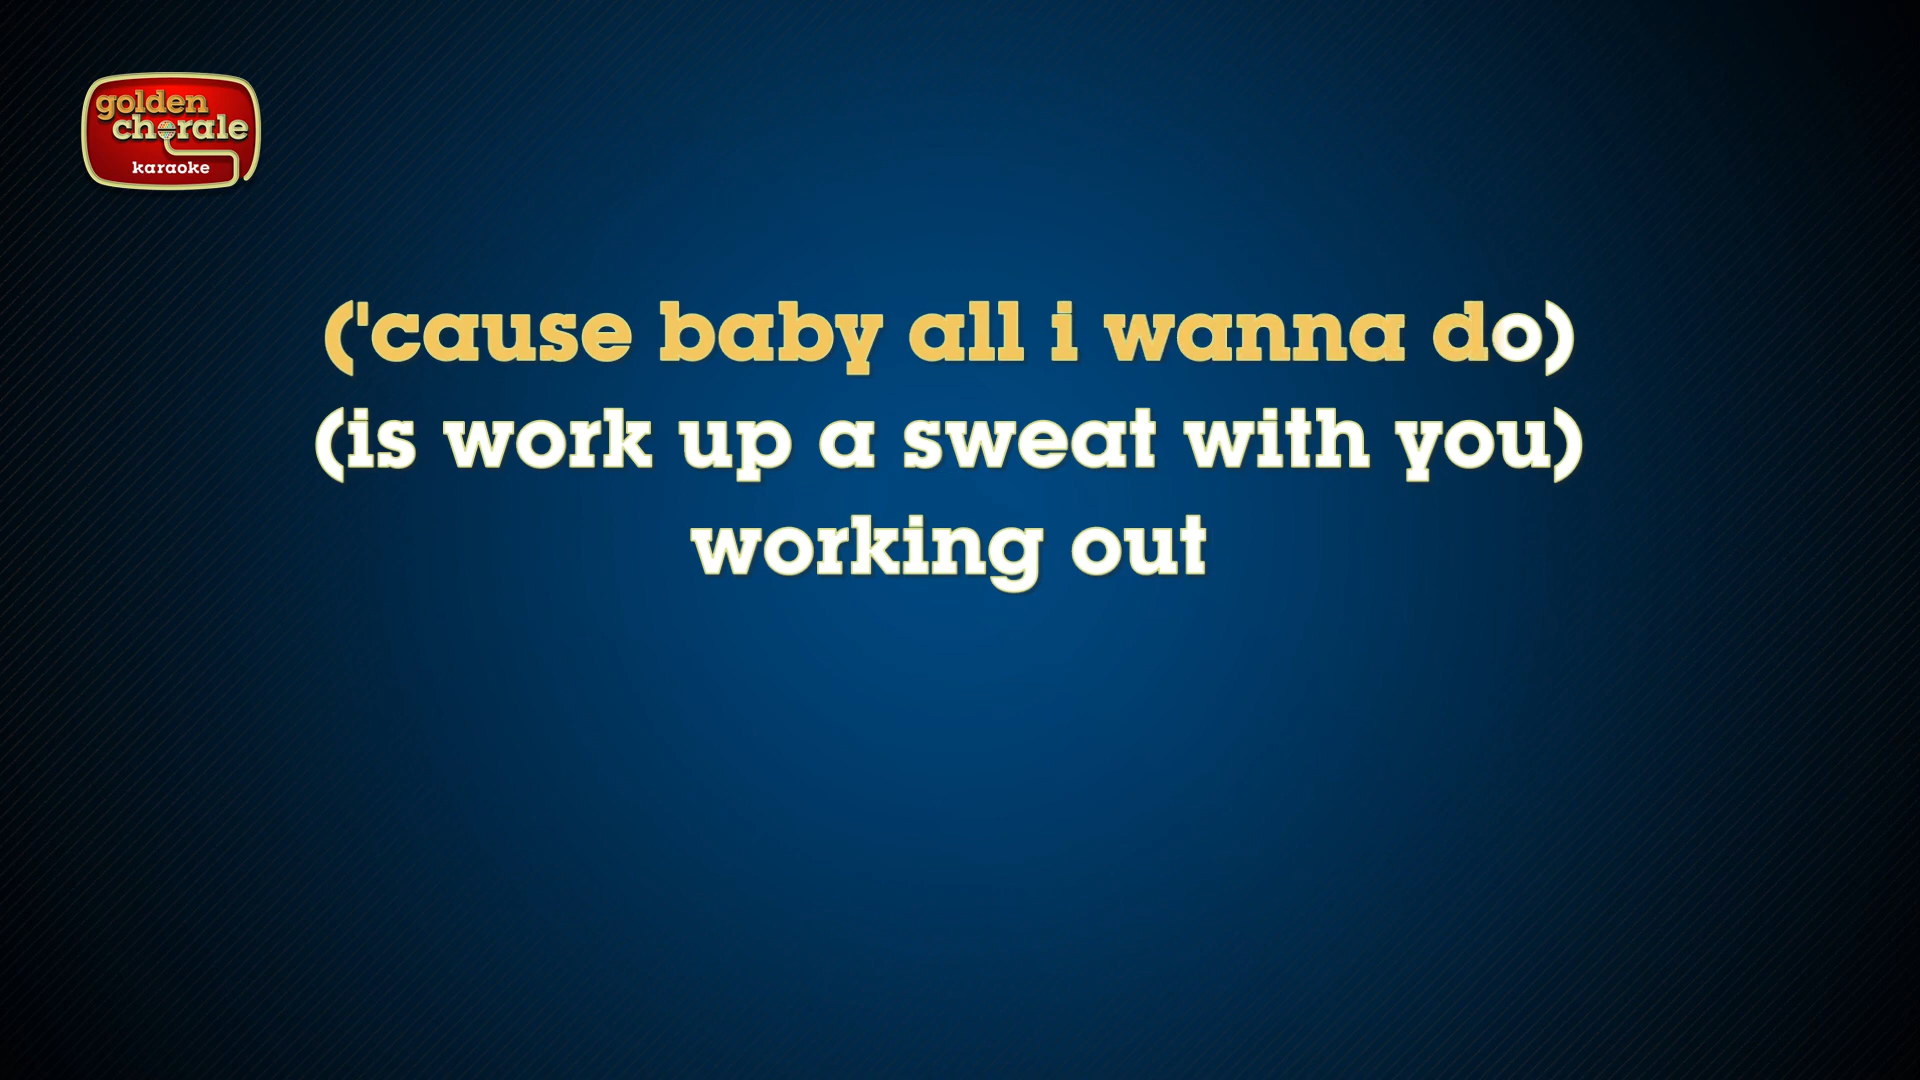 golden
chorale
karaoke
('cause baby all i wanna do)
(is work up a sweat with you)
working out